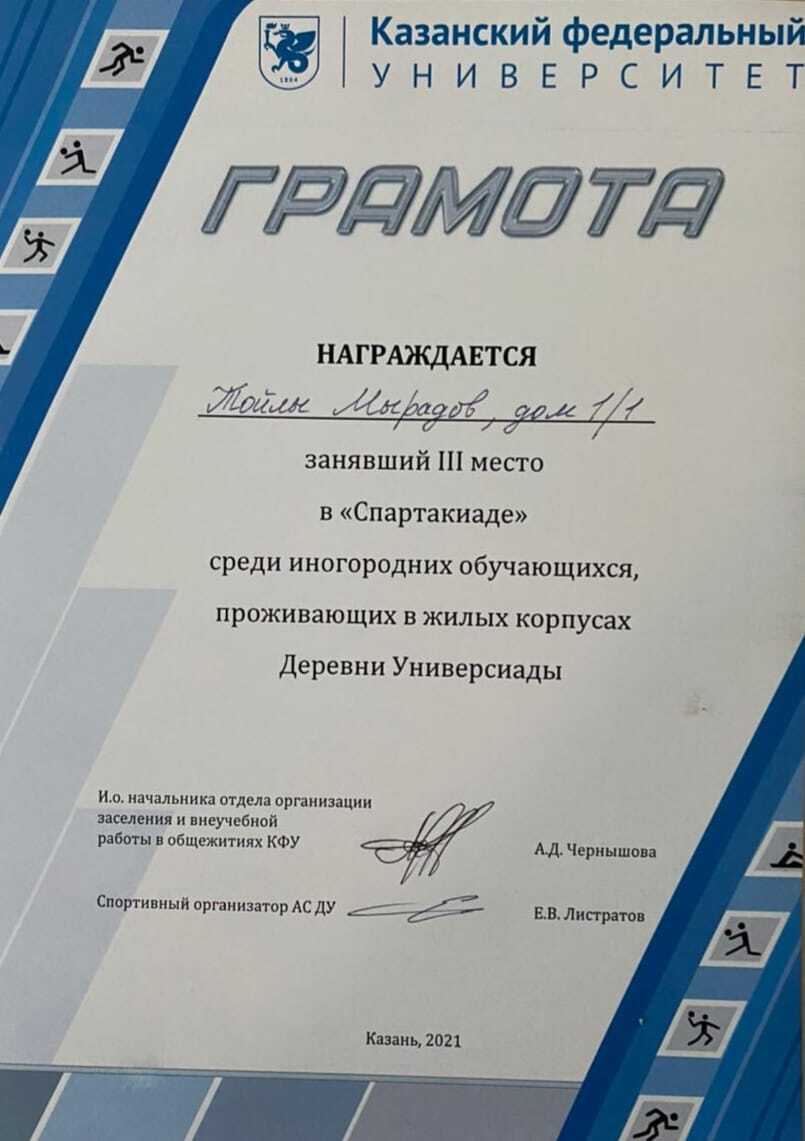 Казанский федеральный
УНИВЕРСИТЕТ
1804
ГРАМОТА
НАГРАЖДАЕТСЯ
Тойлы Мырадов, дом 1/1
занявший III место
в «Спартакиаде»
среди иногородних обучающихся,
проживающих в жилых корпусах
Деревни Универсиады
И.о. начальника отдела организации
заселения и внеучебной
работы в общежитиях КФУ
А.Д. Чернышова
Спортивный организатор АС ДУ
Е.В. Листратов
Казань, 2021